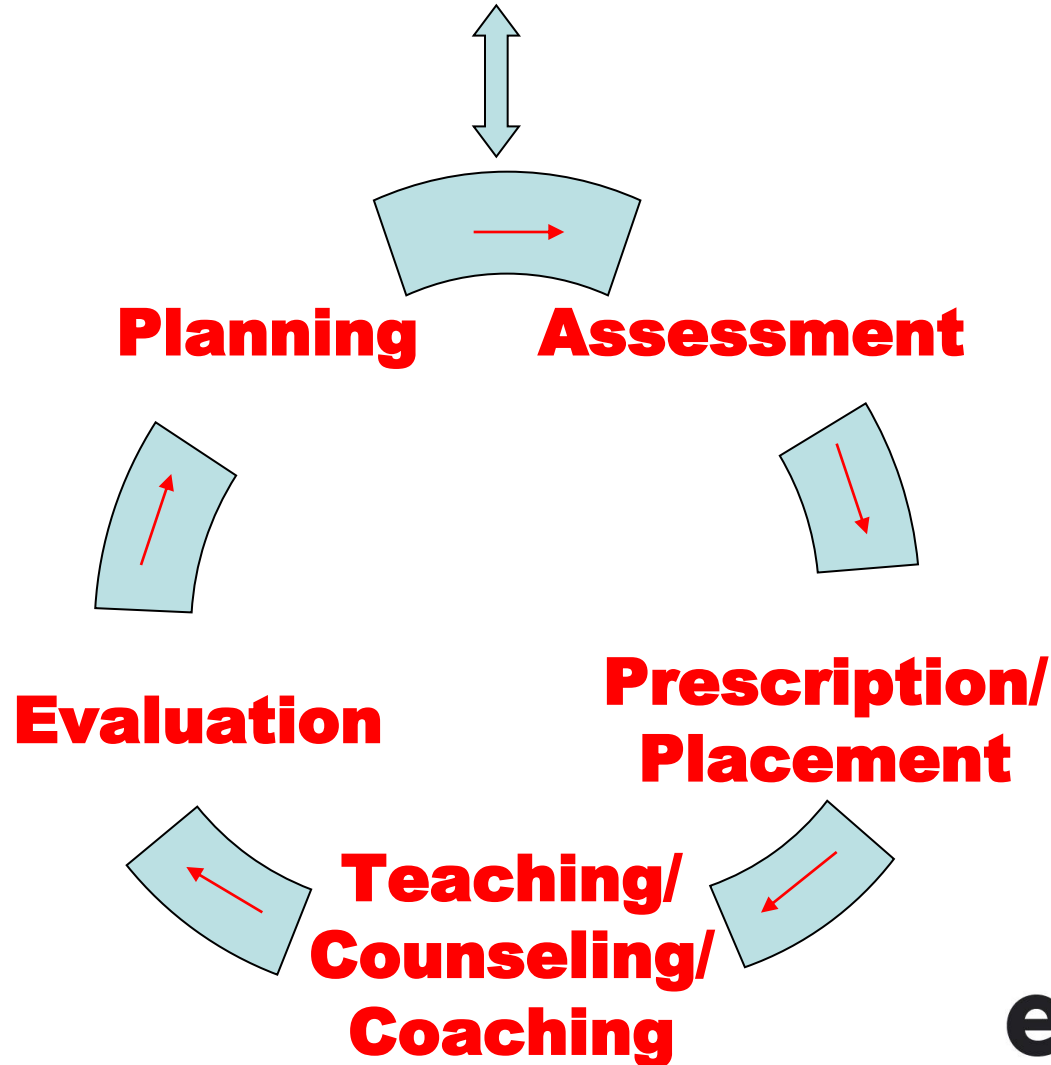 Planning
Assessment
Prescription/
Placement
Evaluation
Teaching/
Counseling/
Coaching
e